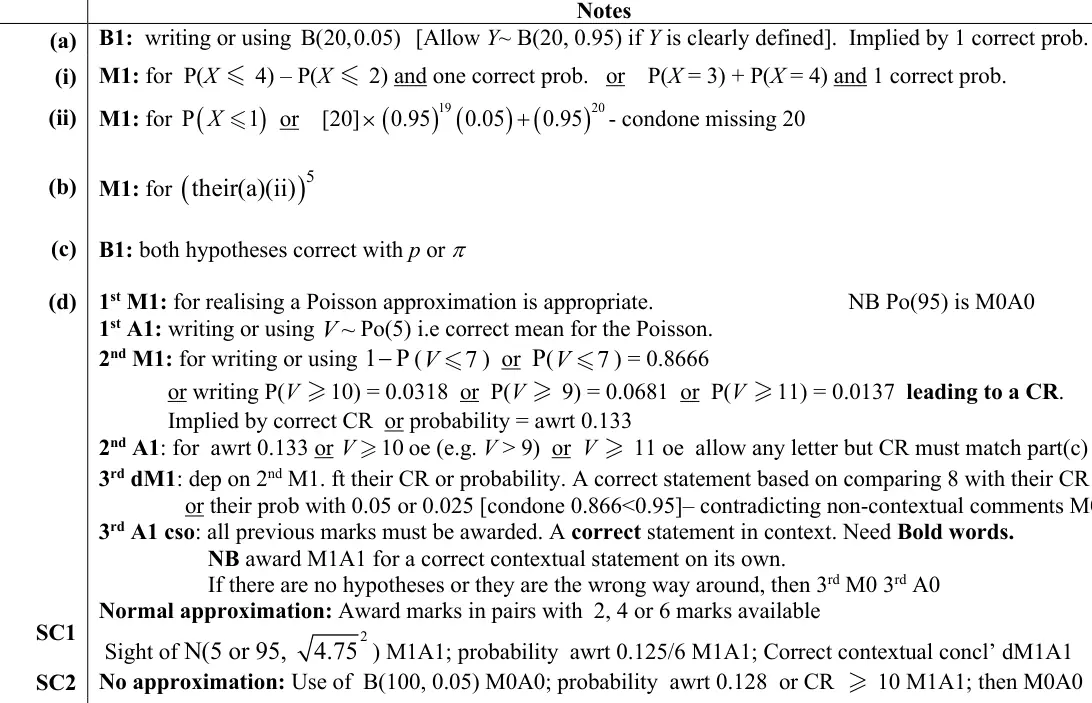 Notes
(a) B1: writing or using B(20,0.05) [Allow Y~ B(20, 0.95) if Y is clearly defined]. Implied by 1 correct prob.
(i) M1: for P(X ⩽ 4) – P(X ⩽ 2) and one correct prob. or P(X = 3) + P(X = 4) and 1 correct prob.
(ii) M1: for P(X ⩽ 1) or [20]×(0.95)^19 (0.05)+(0.95)^20 - condone missing 20
(b) M1: for (their(a)(ii))^5
(c) B1: both hypotheses correct with p or π
(d) 1st M1: for realising a Poisson approximation is appropriate. NB Po(95) is M0A0
1st A1: writing or using V ~ Po(5) i.e correct mean for the Poisson.
2nd M1: for writing or using 1–P (V ⩽ 7 ) or P(V ⩽ 7 ) = 0.8666
or writing P(V ⩾ 10) = 0.0318 or P(V ⩾ 9) = 0.0681 or P(V ⩾ 11) = 0.0137 leading to a CR.
Implied by correct CR or probability = awrt 0.133
2nd A1: for awrt 0.133 or V ⩾ 10 oe (e.g. V > 9) or V ⩾ 11 oe allow any letter but CR must match part(c)
3rd dM1: dep on 2nd M1. ft their CR or probability. A correct statement based on comparing 8 with their CR.
or their prob with 0.05 or 0.025 [condone 0.866<0.95]– contradicting non-contextual comments
3rd A1 cso: all previous marks must be awarded. A correct statement in context. Need Bold words.
NB award M1A1 for a correct contextual statement on its own.
If there are no hypotheses or they are the wrong way around, then 3rd M0 3rd A0
Normal approximation: Award marks in pairs with 2, 4 or 6 marks available
SC1
Sight of N(5 or 95, √4.75^2 ) M1A1; probability awrt 0.125/6 M1A1; Correct contextual concl’ dM1A1
SC2 No approximation: Use of B(100, 0.05) M0A0; probability awrt 0.128 or CR ⩾ 10 M1A1; then M0A0